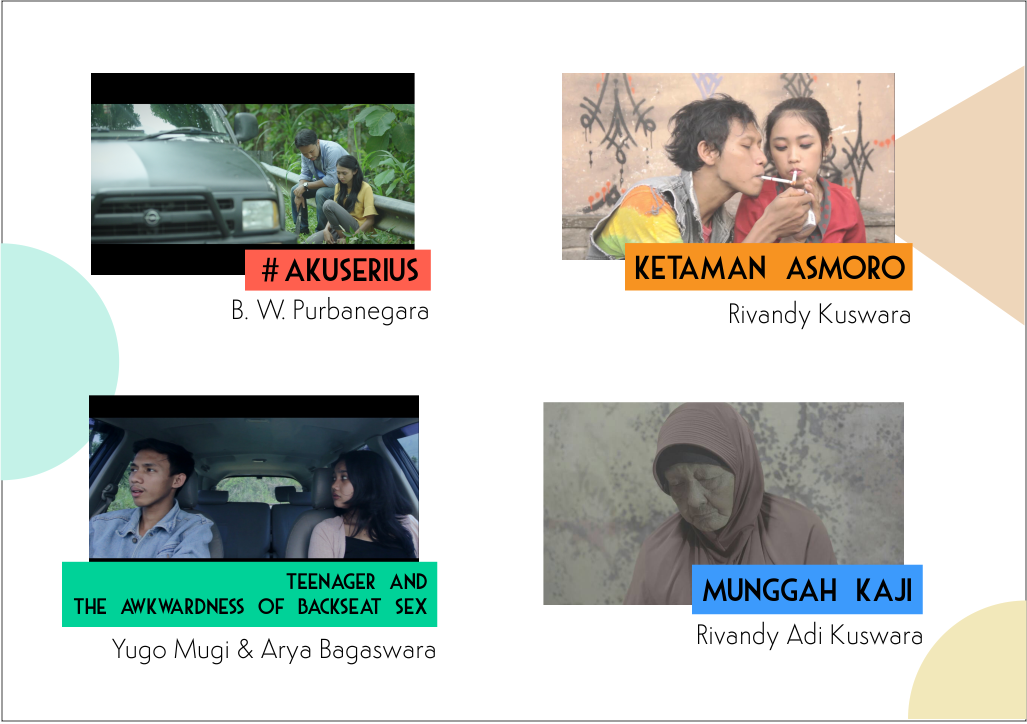 #AKUSERIUS
B. W. Purbanegara
KETAMAN ASMORO
Rivandy Kuswara
TEENAGER AND
THE AWKWARDNESS OF BACKSEAT SEX
Yugo Mugi & Arya Bagaswara
MUNGGAH KAJI
Rivandy Adi Kuswara